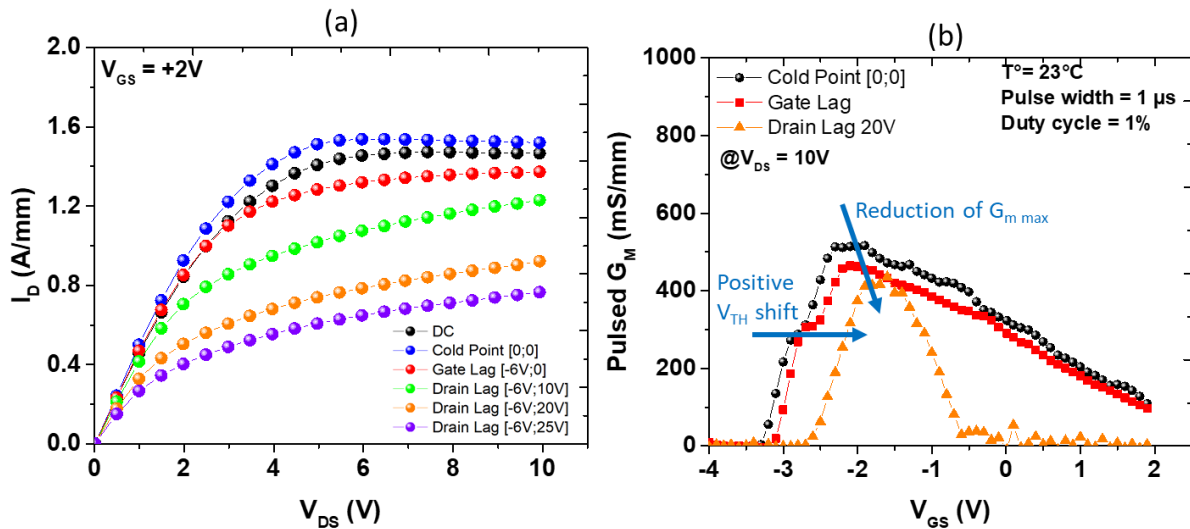 (a)
2.0
1.6
1.2
0.8
0.4
0.0
I_D (A/mm)
V_GS = +2V
DC
Cold Point [0;0]
Gate Lag [-6V;0]
Drain Lag [-6V;10V]
Drain Lag [-6V;20V]
Drain Lag [-6V;25V]
0 2 4 6 8 10
V_DS (V)
(b)
1000
800
600
400
200
0
Pulsed G_M (mS/mm)
Cold Point [0;0]
Gate Lag
Drain Lag 20V
@V_DS = 10V
T°= 23°C
Pulse width = 1 µs
Duty cycle = 1%
Reduction of G_m max
Positive
V_TH shift
-4 -3 -2 -1 0 1 2
V_GS (V)